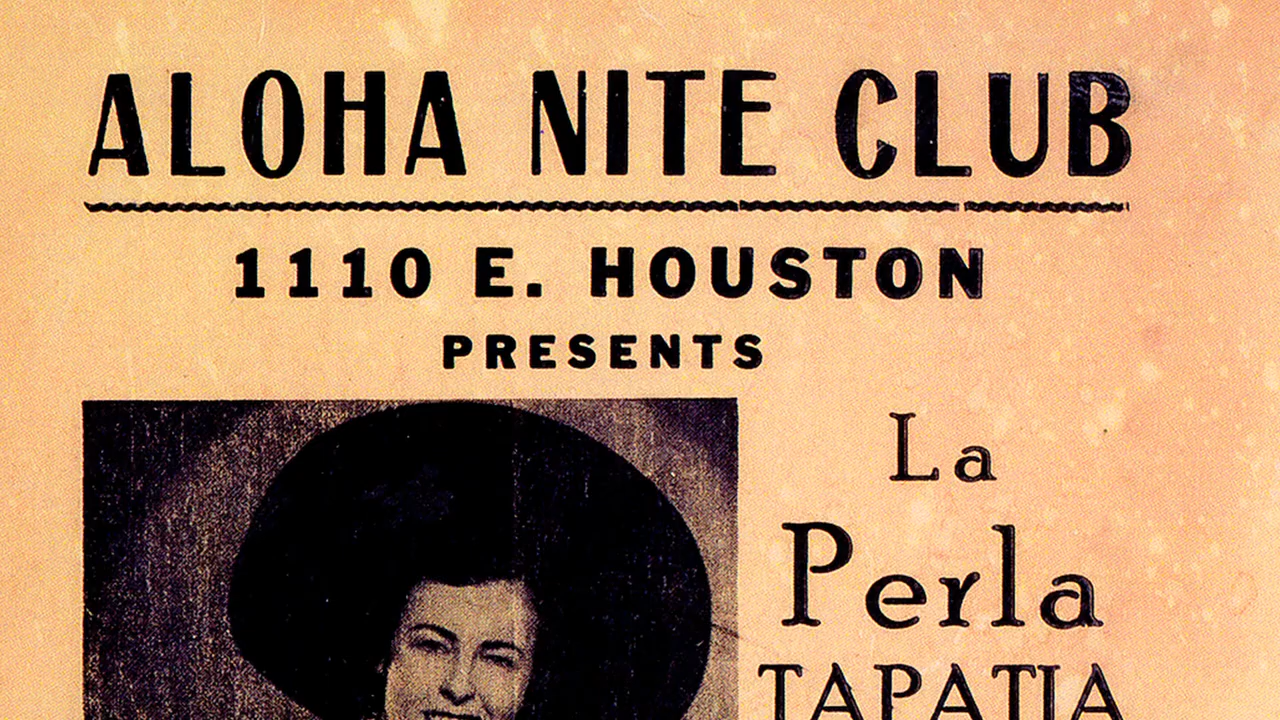 ALOHA NITE CLUB
1110 E. HOUSTON
PRESENTS
La
Perla
TAPATIA